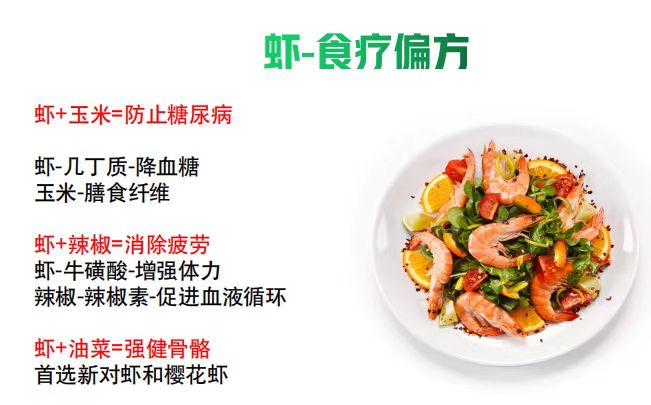 虾-食疗偏方
虾+玉米=防止糖尿病
虾-几丁质-降血糖
玉米-膳食纤维
虾+辣椒=消除疲劳
虾-牛磺酸-增强体力
辣椒-辣椒素-促进血液循环
虾+油菜=强健骨骼
首选新对虾和樱花虾